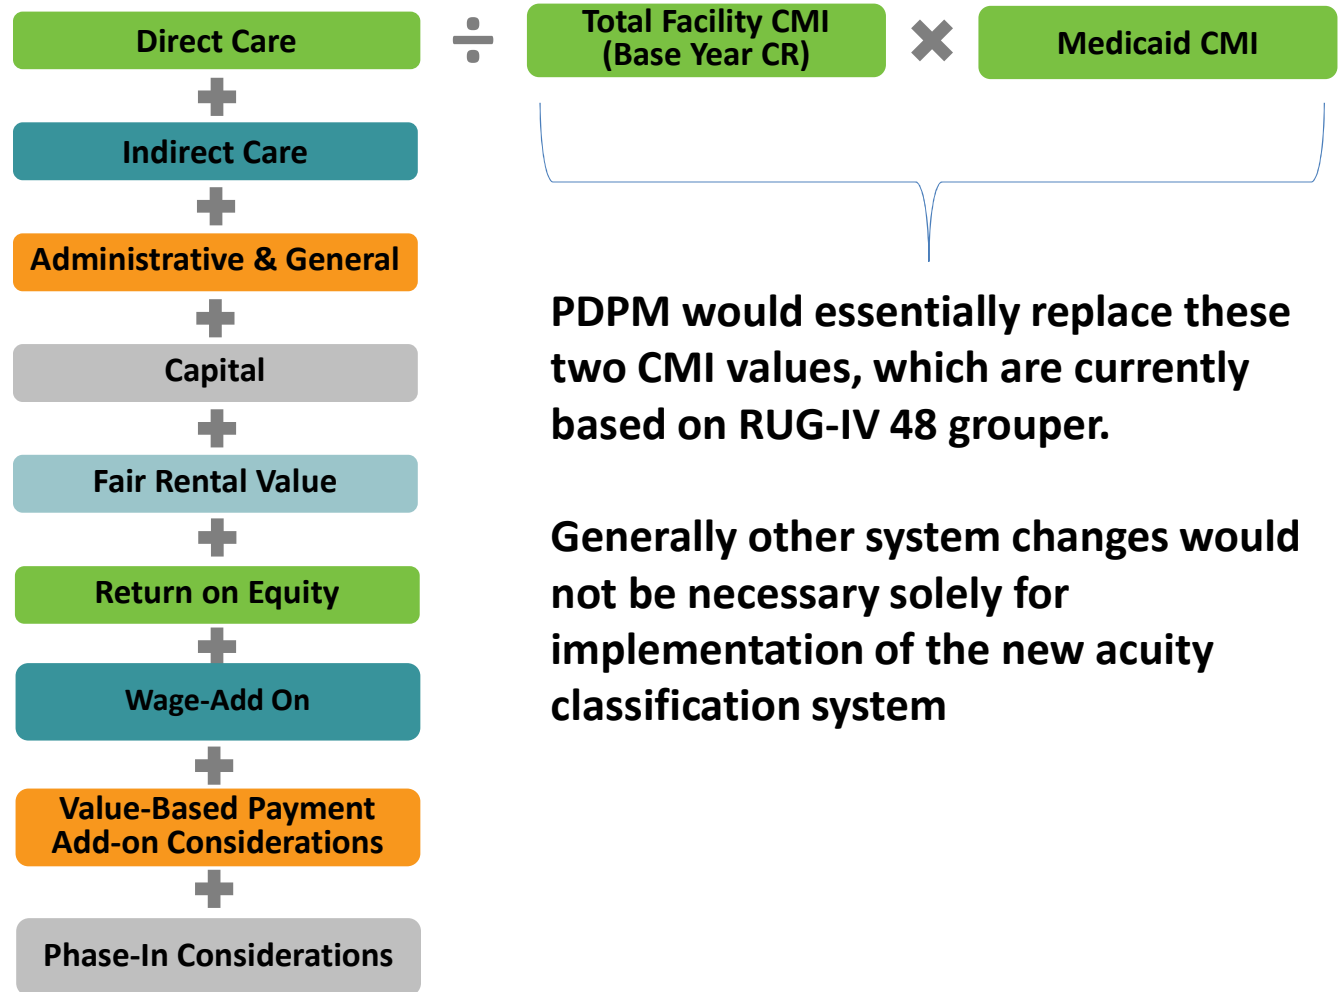 Direct Care
÷
Total Facility CMI
(Base Year CR)
×
Medicaid CMI
+
Indirect Care
+
Administrative & General
+
Capital
+
Fair Rental Value
+
Return on Equity
+
Wage-Add On
+
Value-Based Payment
Add-on Considerations
+
Phase-In Considerations
PDPM would essentially replace these
two CMI values, which are currently
based on RUG-IV 48 grouper.
Generally other system changes would
not be necessary solely for
implementation of the new acuity
classification system